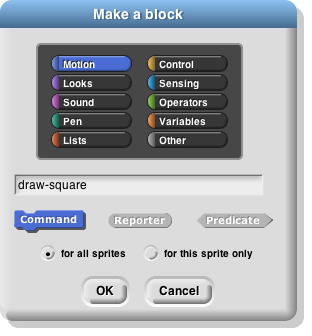 Make a block
Motion Control
Looks Sensing
Sound Operators
Pen Variables
Lists Other
draw-square
Command Reporter Predicate
for all sprites for this sprite only
OK Cancel